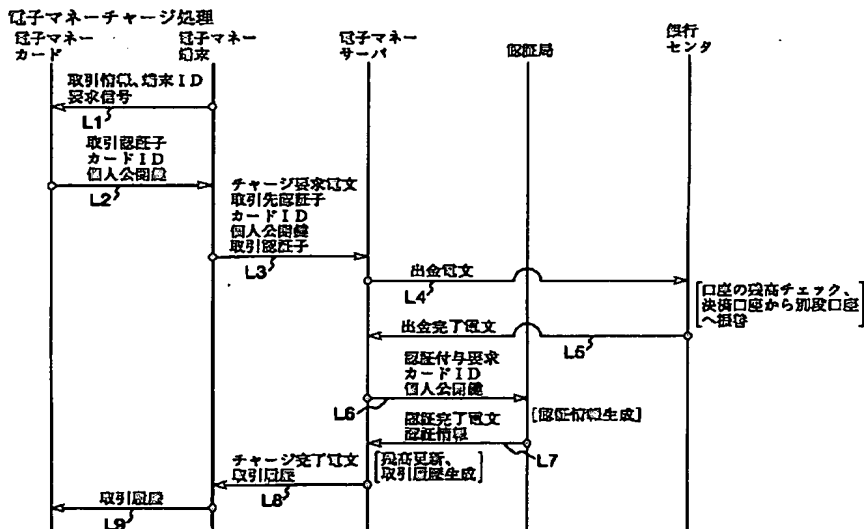 電子マネーチャージ処理
電子マネー
カード
電子マネー
端末
電子マネー
サーバ
認証局
銀行
センタ
取引情報、端末ID
要求信号
L1
取引認証子
カードID
個人公開鍵
L2
チャージ要求電文
取引先認証子
カードID
個人公開鍵
取引認証子
L3
出金電文
L4
[口座の残高チェック、
決済口座から別段口座
へ振替]
出金完了電文
L5
認証付与要求
カードID
個人公開鍵
L6
[認証情報生成]
認証完了電文
認証情報
L7
チャージ完了電文
取引履歴
L8
[残高更新、
取引履歴生成]
取引履歴
L9